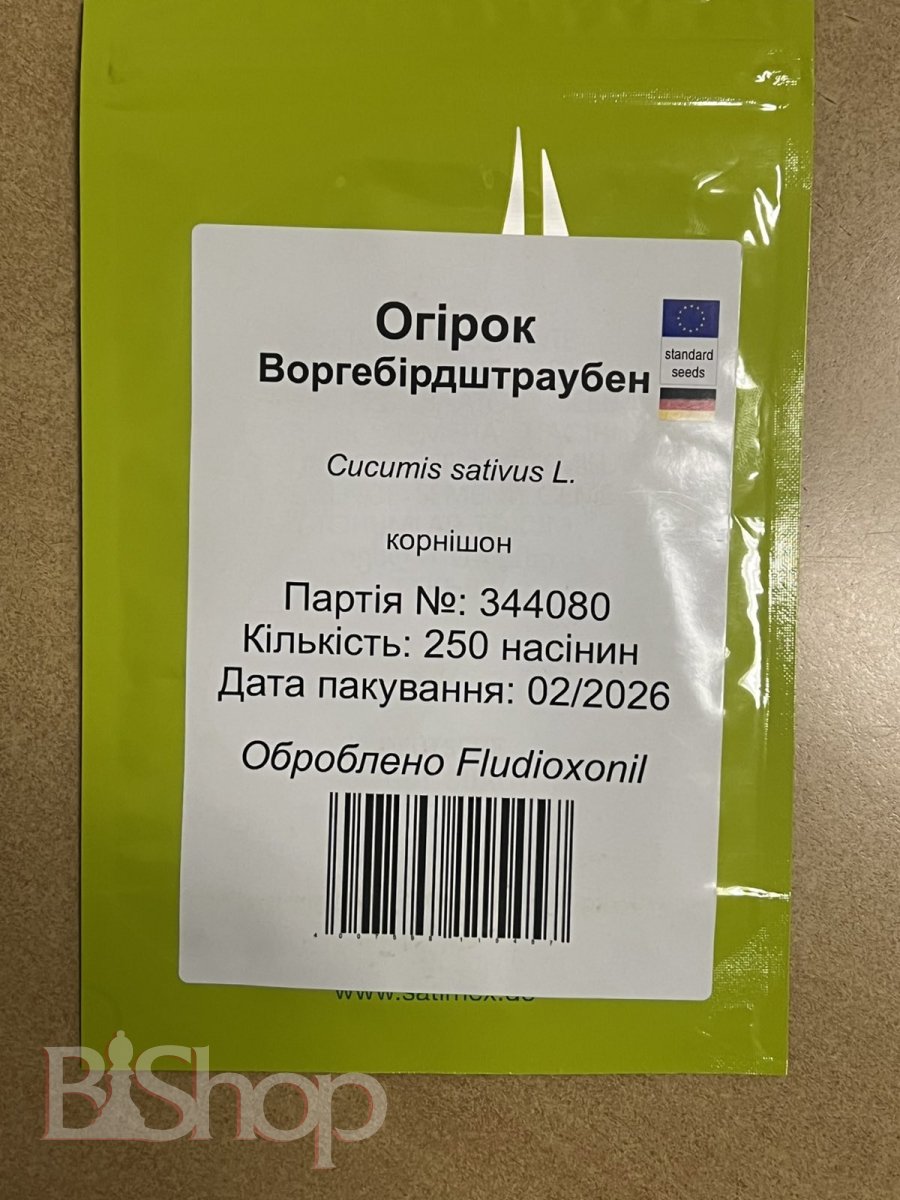 Огірок
Воргебірдштраубен
standard
seeds
Cucumis sativus L.
корнішон
Партія №: 344080
Кількість: 250 насінин
Дата пакування: 02/2026
Оброблено Fludioxonil
BiShop